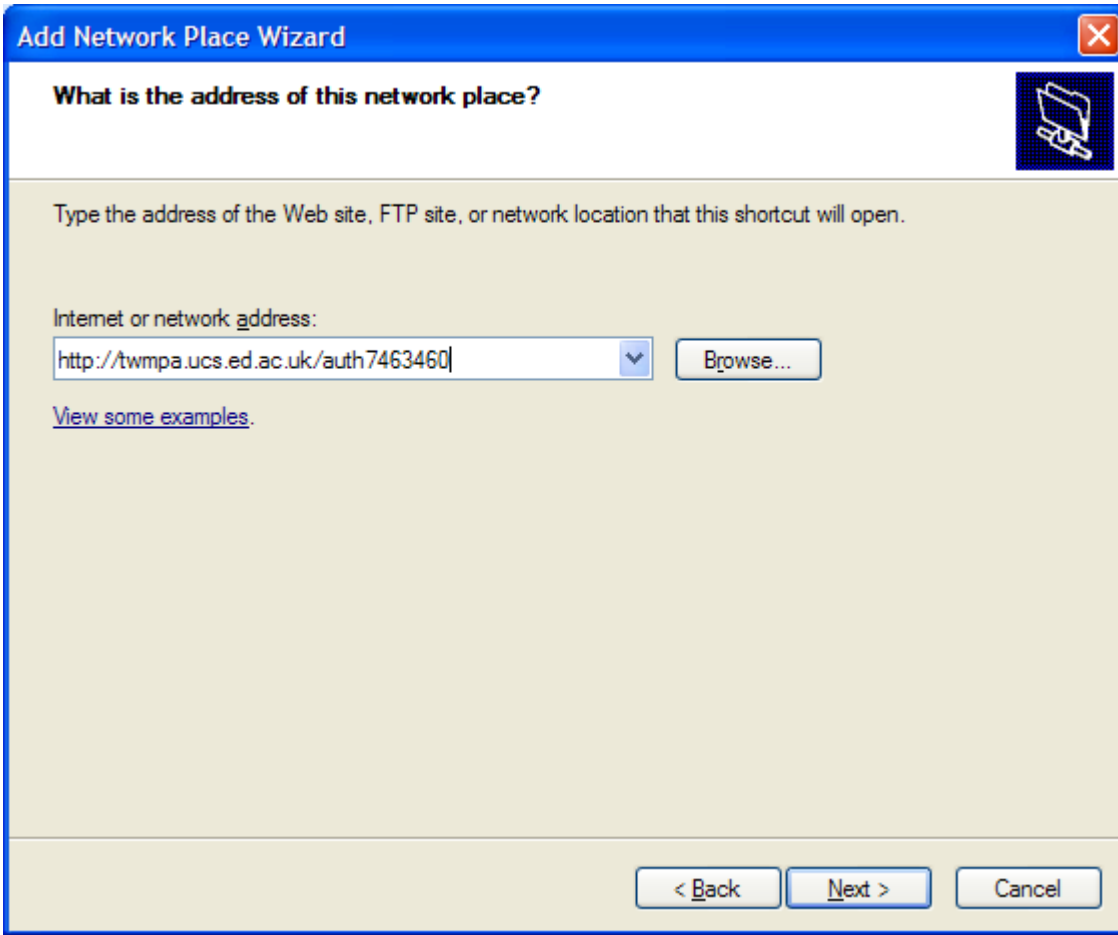 Add Network Place Wizard
What is the address of this network place?
Type the address of the Web site, FTP site, or network location that this shortcut will open.
Internet or network address:
http://twmpa.ucs.ed.ac.uk/auth7463460
Browse...
View some examples.
< Back
Next >
Cancel